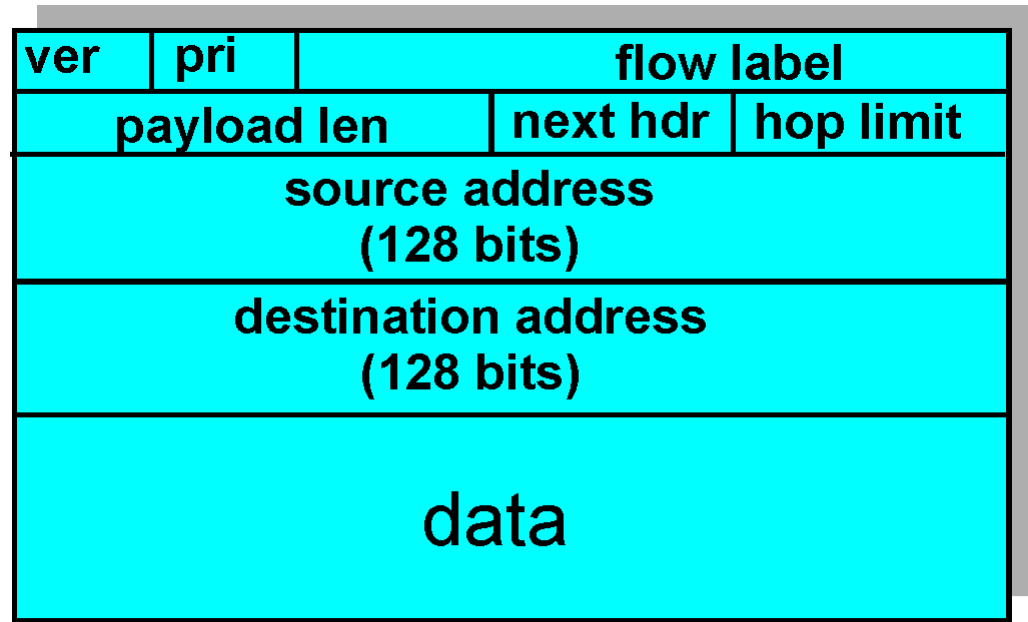 ver pri flow label
payload len next hdr hop limit
source address
(128 bits)
destination address
(128 bits)
data